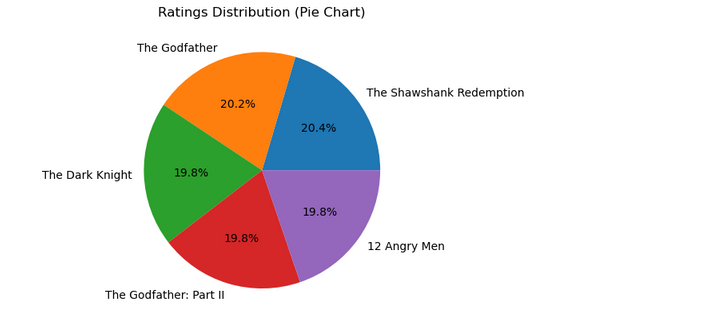 Ratings Distribution (Pie Chart)
The Godfather
The Shawshank Redemption
20.2%
20.4%
The Dark Knight
19.8%
19.8%
19.8%
12 Angry Men
The Godfather: Part II